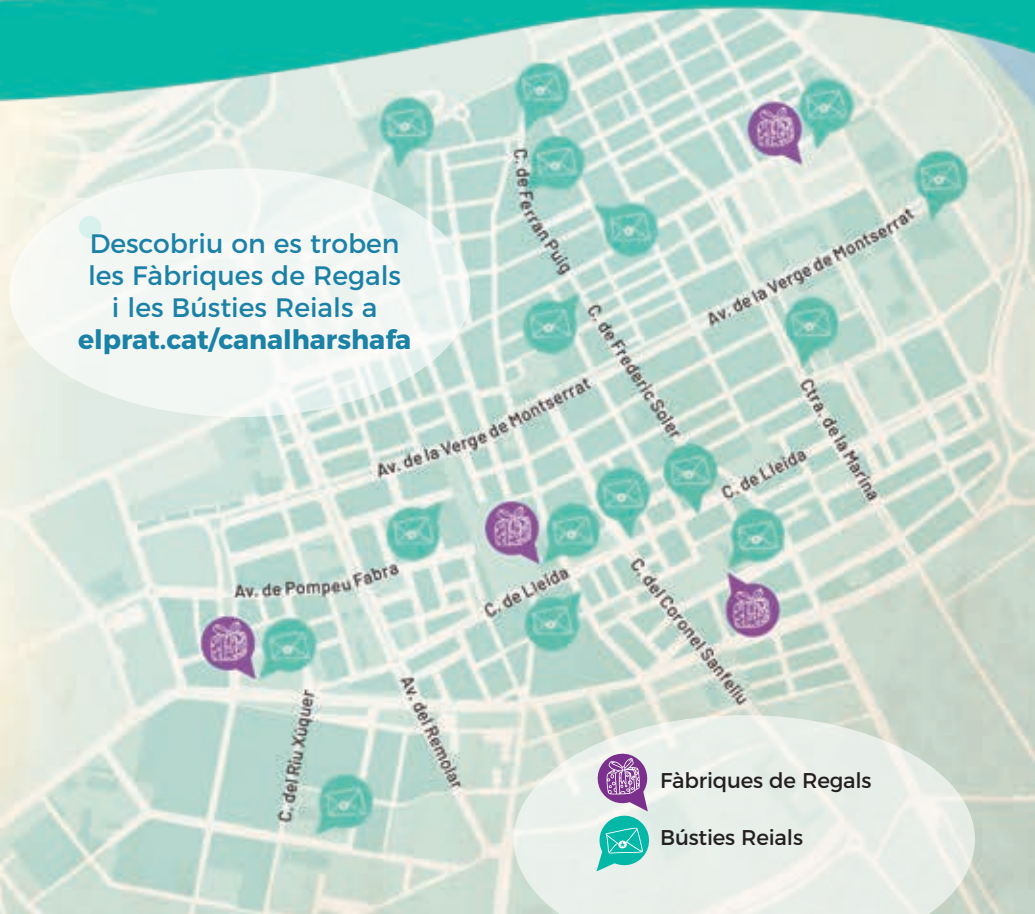 C. de Ferran Puig
Av. de la Verge de Montserrat
Descobriu on es troben
les Fàbriques de Regals
i les Bústies Reials a
elprat.cat/canalharshafa
C. de Frederic Soler
Av. de la Verge de Montserrat
Ctra. de la Marina
C. de Lleida
Av. de Pompeu Fabra
C. de Lleida
C. del Coronel Sanfeliu
C. del Riu Xúquer
Av. del Remolar
Fàbriques de Regals
Bústies Reials